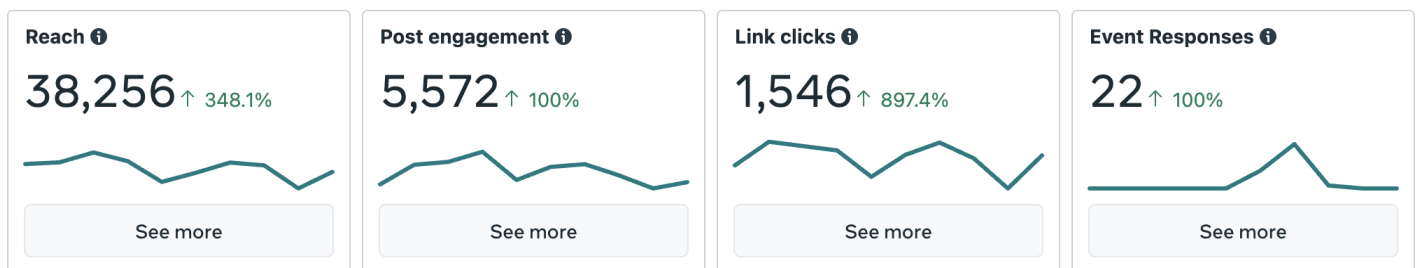 Reach
38,256 ↑ 348.1%
See more
Post engagement
5,572 ↑ 100%
See more
Link clicks
1,546 ↑ 897.4%
See more
Event Responses
22 ↑ 100%
See more